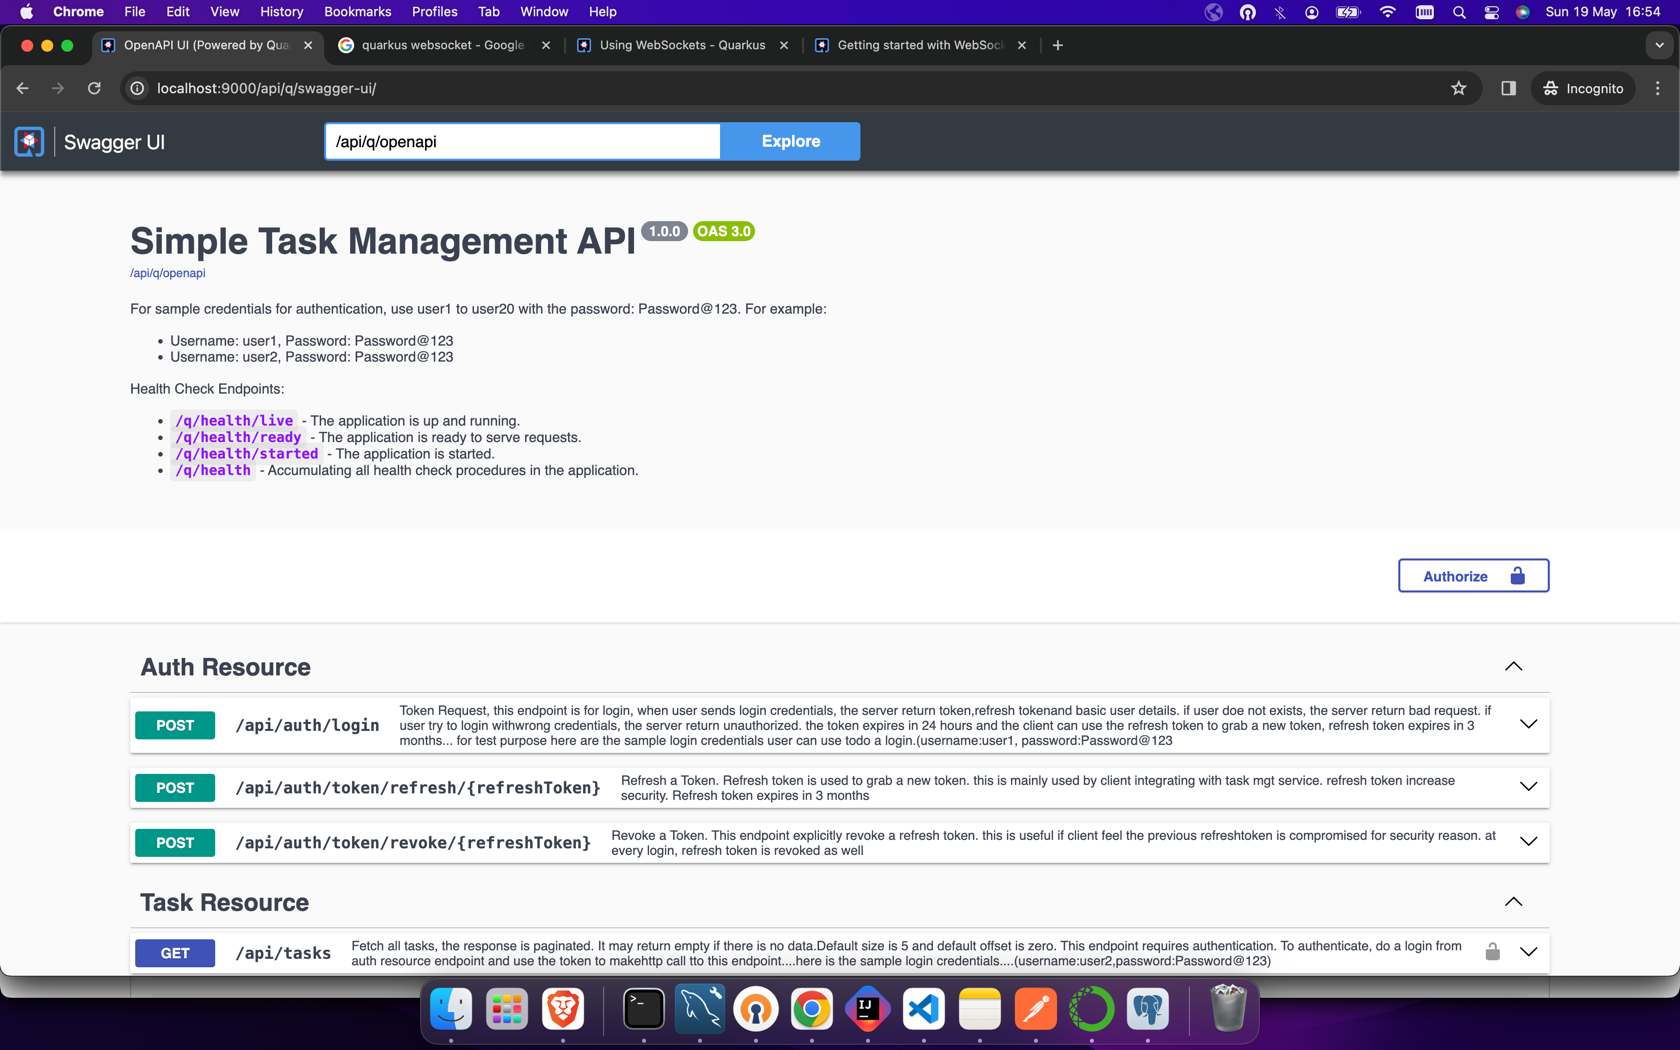 Chrome File Edit View History Bookmarks Profiles Tab Window Help Sun 19 May 16:54
OpenAPI UI (Powered by Qua quarkus websocket - Google Using WebSockets - Quarkus Getting started with WebSoc
localhost:9000/api/q/swagger-ui/ Incognito
Swagger UI /api/q/openapi Explore
Simple Task Management API 1.0.0 OAS 3.0
/api/q/openapi
For sample credentials for authentication, use user1 to user20 with the password: Password@123. For example:
• Username: user1, Password: Password@123
• Username: user2, Password: Password@123
Health Check Endpoints:
• /q/health/live - The application is up and running.
• /q/health/ready - The application is ready to serve requests.
• /q/health/started - The application is started.
• /q/health - Accumulating all health check procedures in the application.
Authorize
Auth Resource
POST /api/auth/login
Token Request, this endpoint is for login, when user sends login credentials, the server return token,refresh tokenand basic user details. if user doe not exists, the server return bad request. if
user try to login withwrong credentials, the server return unauthorized. the token expires in 24 hours and the client can use the refresh token to grab a new token, refresh token expires in 3
months... for test purpose here are the sample login credentials user can use todo a login.(username:user1, password:Password@123
POST /api/auth/token/refresh/{refreshToken}
Refresh a Token. Refresh token is used to grab a new token. this is mainly used by client integrating with task mgt service. refresh token increase
security. Refresh token expires in 3 months
POST /api/auth/token/revoke/{refreshToken}
Revoke a Token. This endpoint explicitly revoke a refresh token. this is useful if client feel the previous refreshtoken is compromised for security reason. at
every login, refresh token is revoked as well
Task Resource
GET /api/tasks
Fetch all tasks, the response is paginated. It may return empty if there is no data.Default size is 5 and default offset is zero. This endpoint requires authentication. To authenticate, do a login from
auth resource endpoint and use the token to makehttp call tto this endpoint....here is the sample login credentials....(username:user2,password:Password@123)
IJ